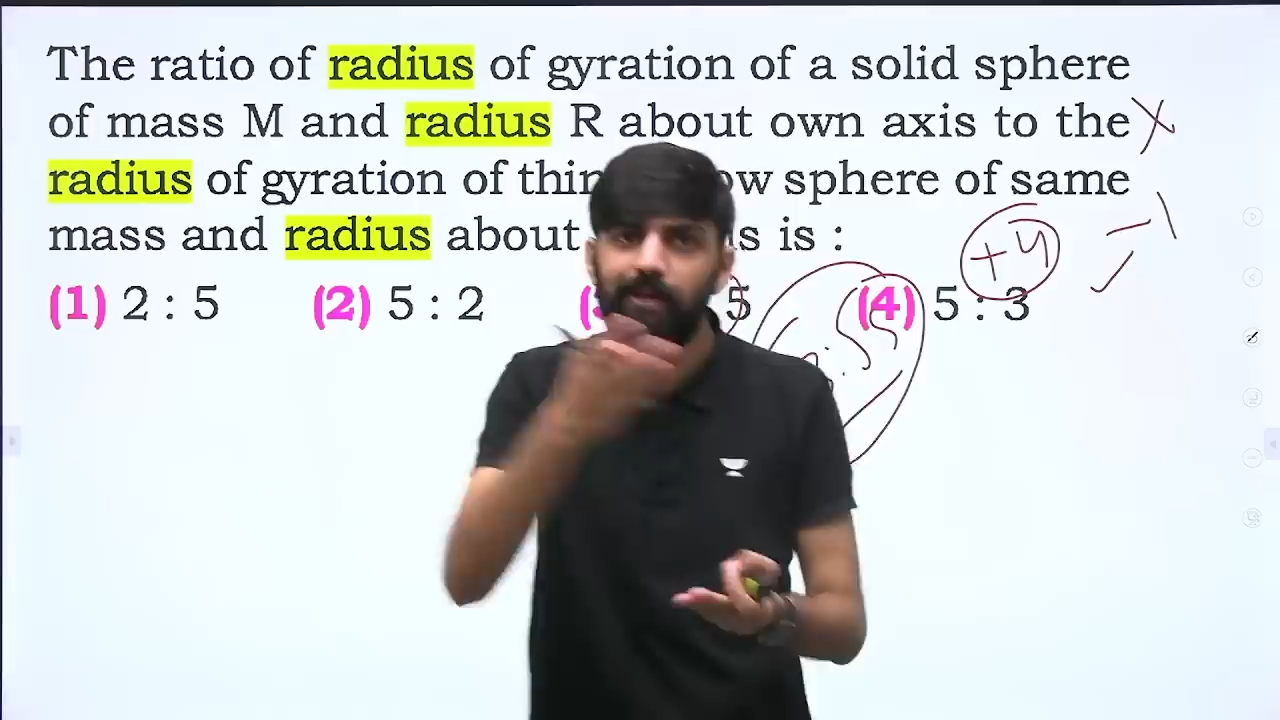 The ratio of radius of gyration of a solid sphere
of mass M and radius R about own axis to the X
radius of gyration of thin sphere of same
mass and radius about is : +4 -1
(1) 2 : 5 (2) 5 : 2 5 (4) 5 : 3